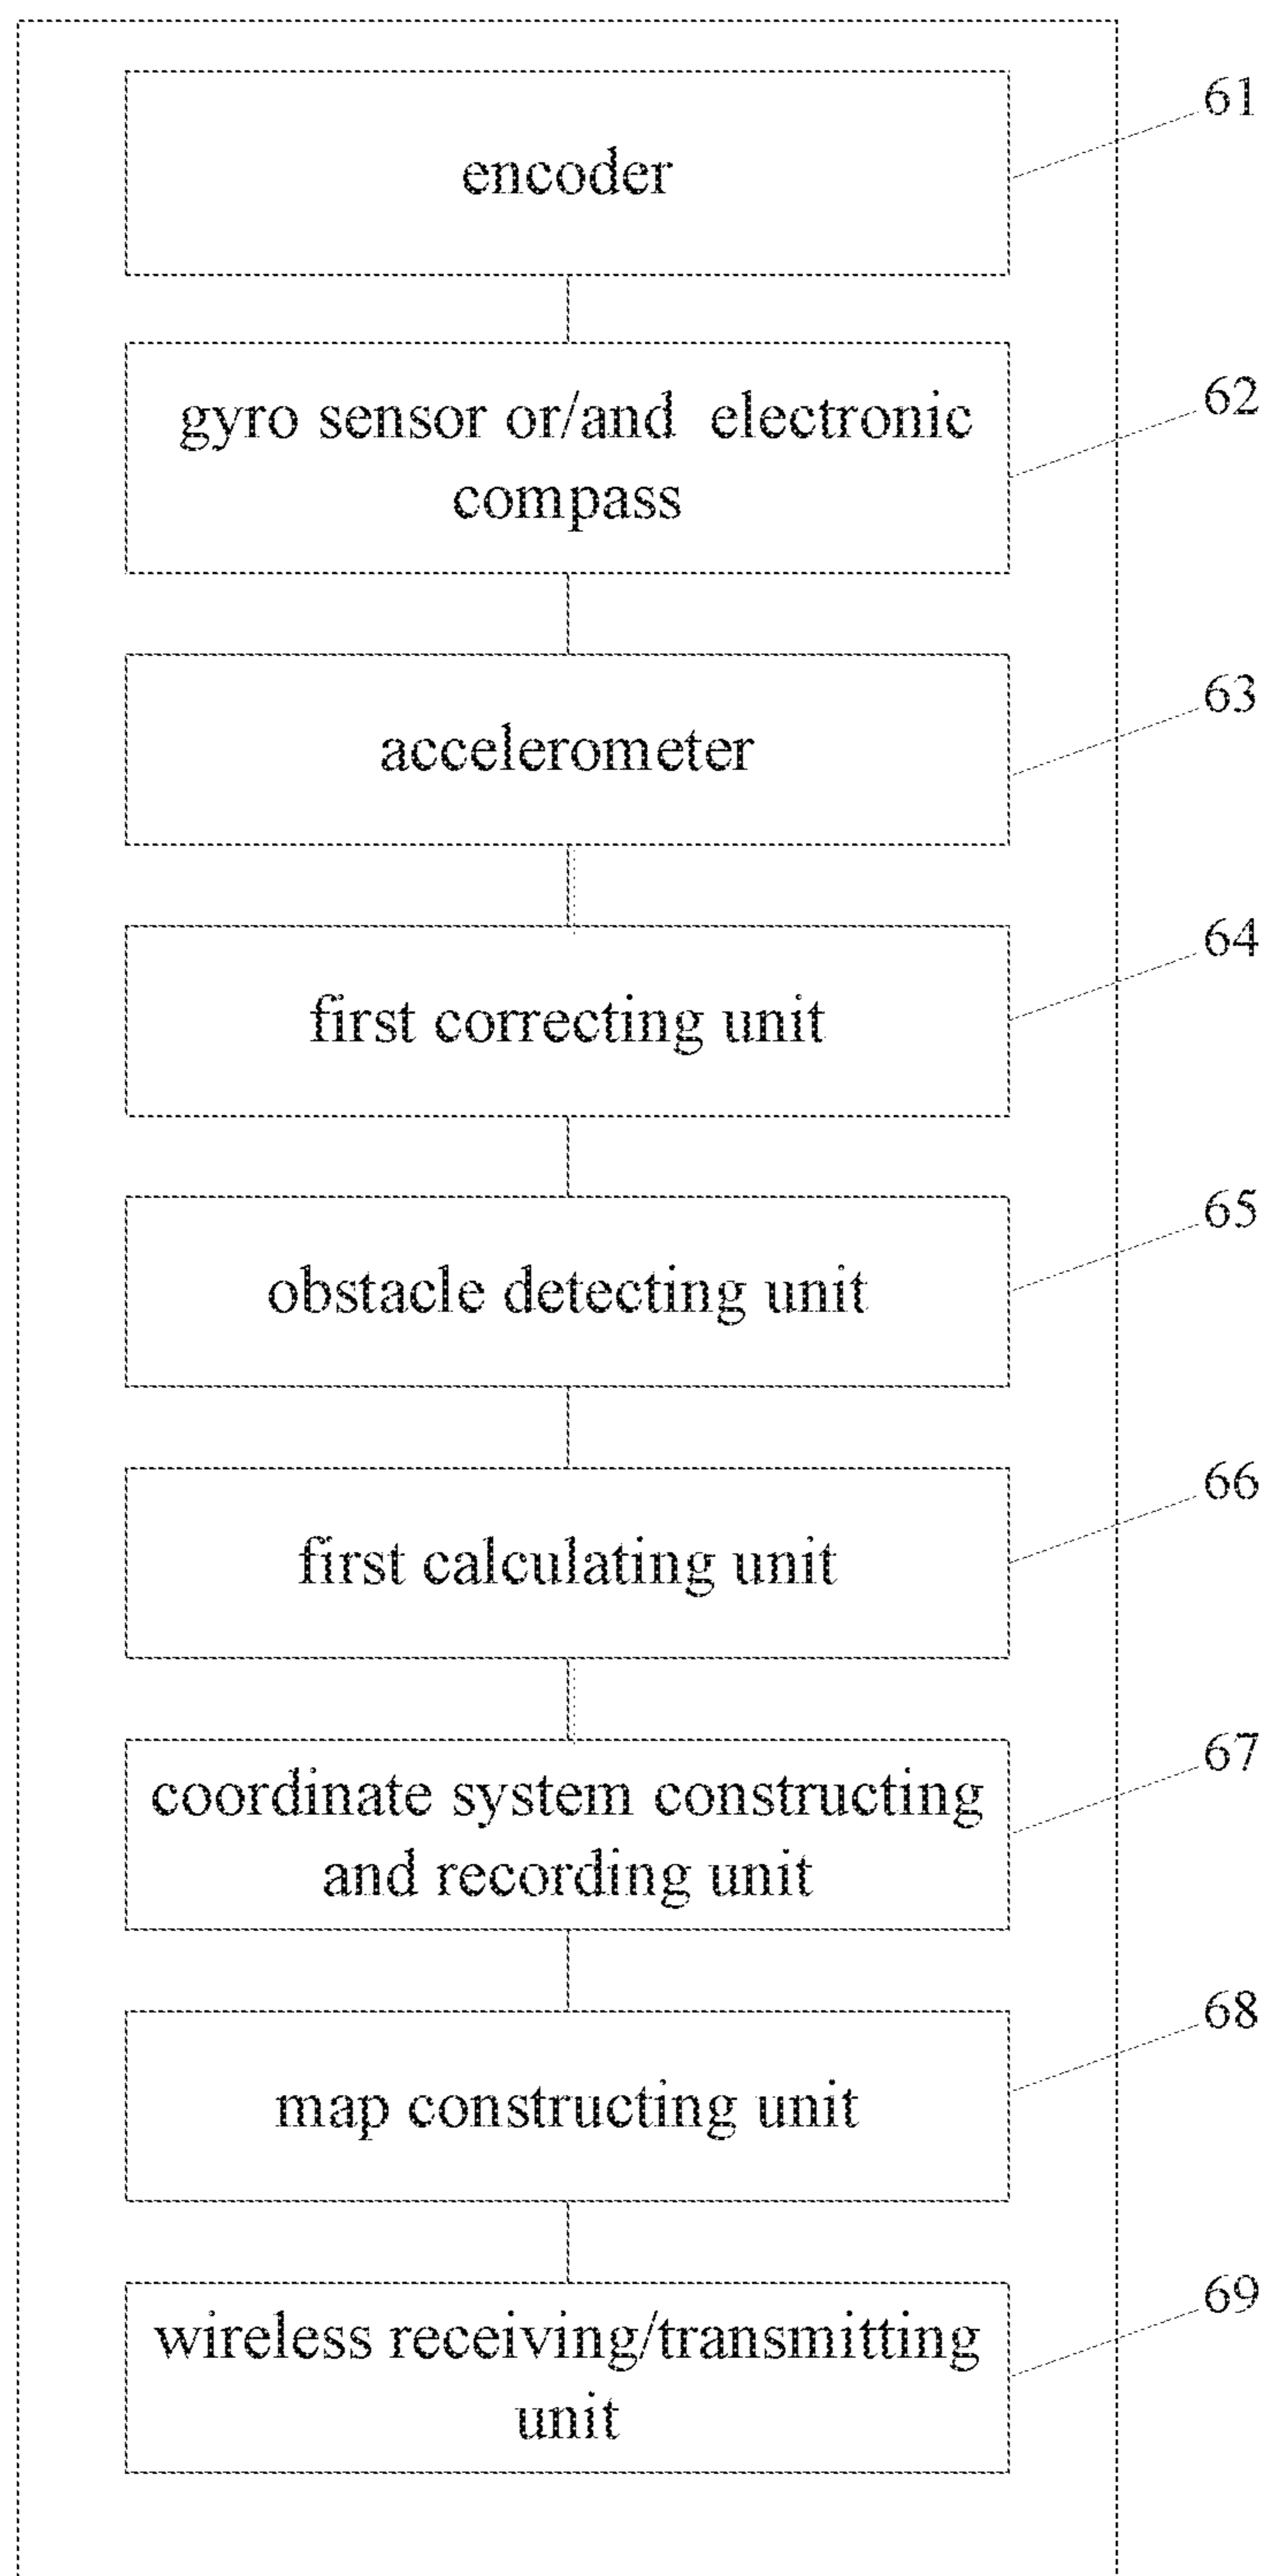 encoder
61
gyro sensor or/and electronic
compass
62
accelerometer
63
first correcting unit
64
obstacle detecting unit
65
first calculating unit
66
coordinate system constructing
and recording unit
67
map constructing unit
68
wireless receiving/transmitting
unit
69